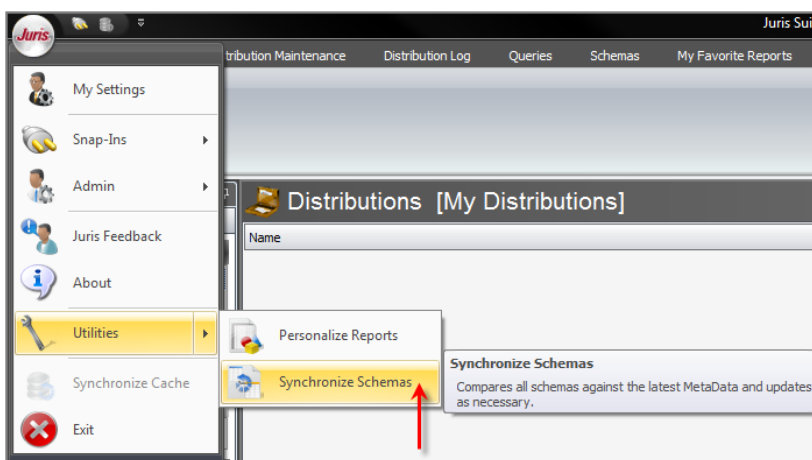 Juris
Juris Sui
tribution Maintenance
Distribution Log
Queries
Schemas
My Favorite Reports
My Settings
Snap-Ins
Admin
Juris Feedback
About
Utilities
Synchronize Cache
Exit
Distributions [My Distributions]
Name
Personalize Reports
Synchronize Schemas
Synchronize Schemas
Compares all schemas against the latest MetaData and updates
as necessary.